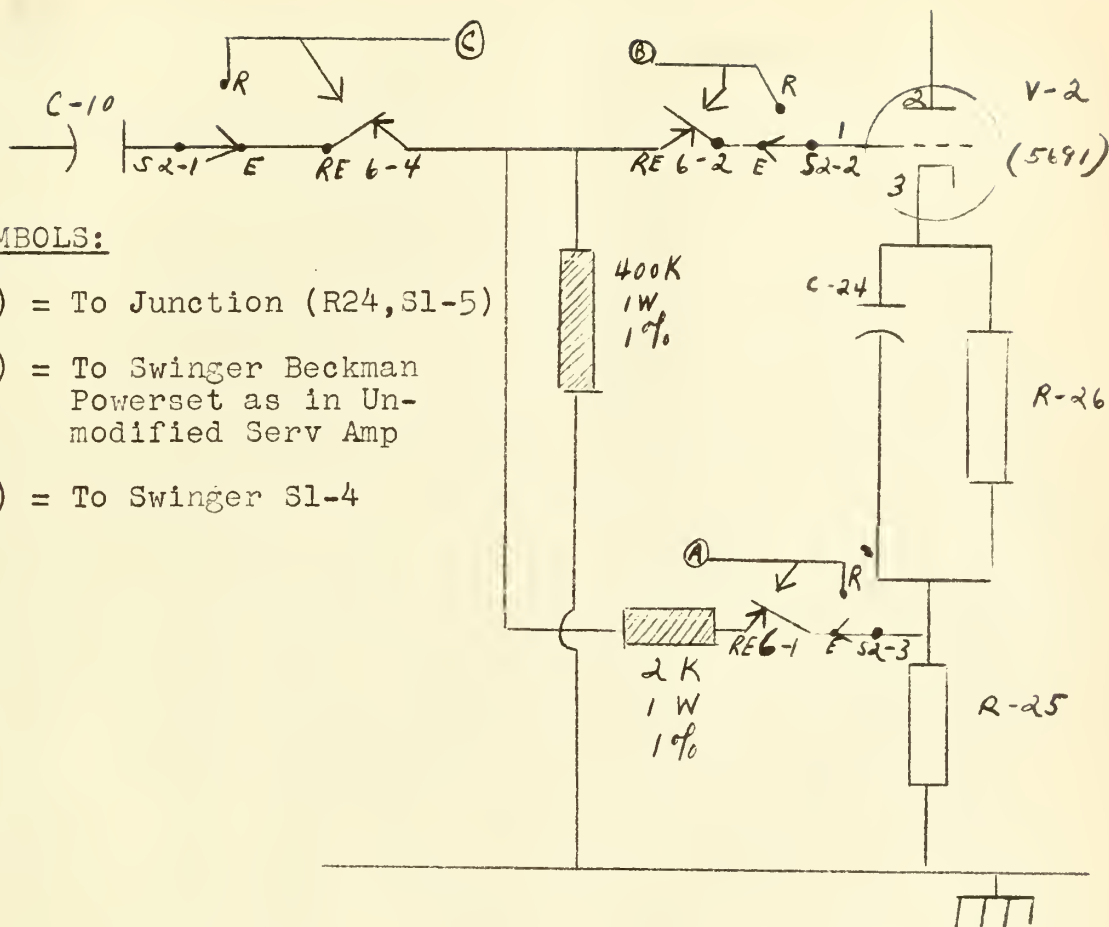 C
B
R
R
C-10
2
V-2
S2-1
E
RE 6-4
RE 6-2
E
S2-2
1
(5691)
3
MBOLS:
) = To Junction (R24,S1-5)
) = To Swinger Beckman
Powerset as in Un-
modified Serv Amp
) = To Swinger S1-4
400K
1W
1%
C-24
R-26
A
R
RE6-1
E
S2-3
2 K
1 W
1%
R-25